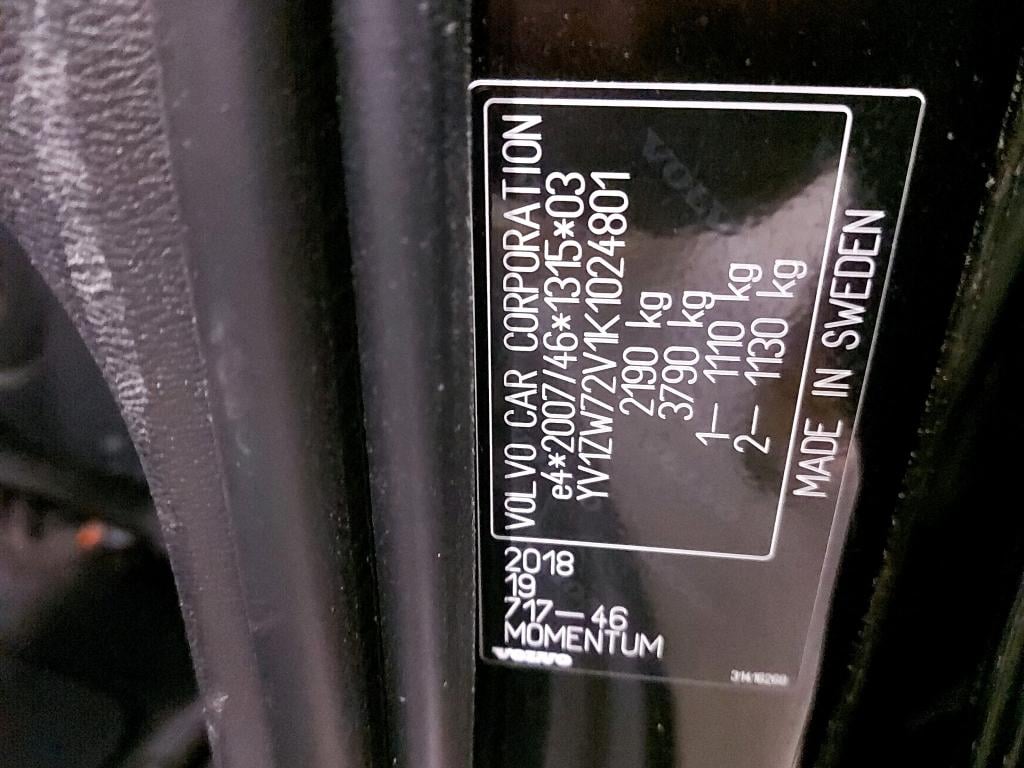 VOLVO CAR CORPORATION
e4*2007/46*1315*03
YV1ZW72V1K1024801
2190 kg
3790 kg
1— 1110 kg
2— 1130 kg
MADE IN SWEDEN
2018
19
717—46
MOMENTUM
VOLVO
31416260
VOLVO